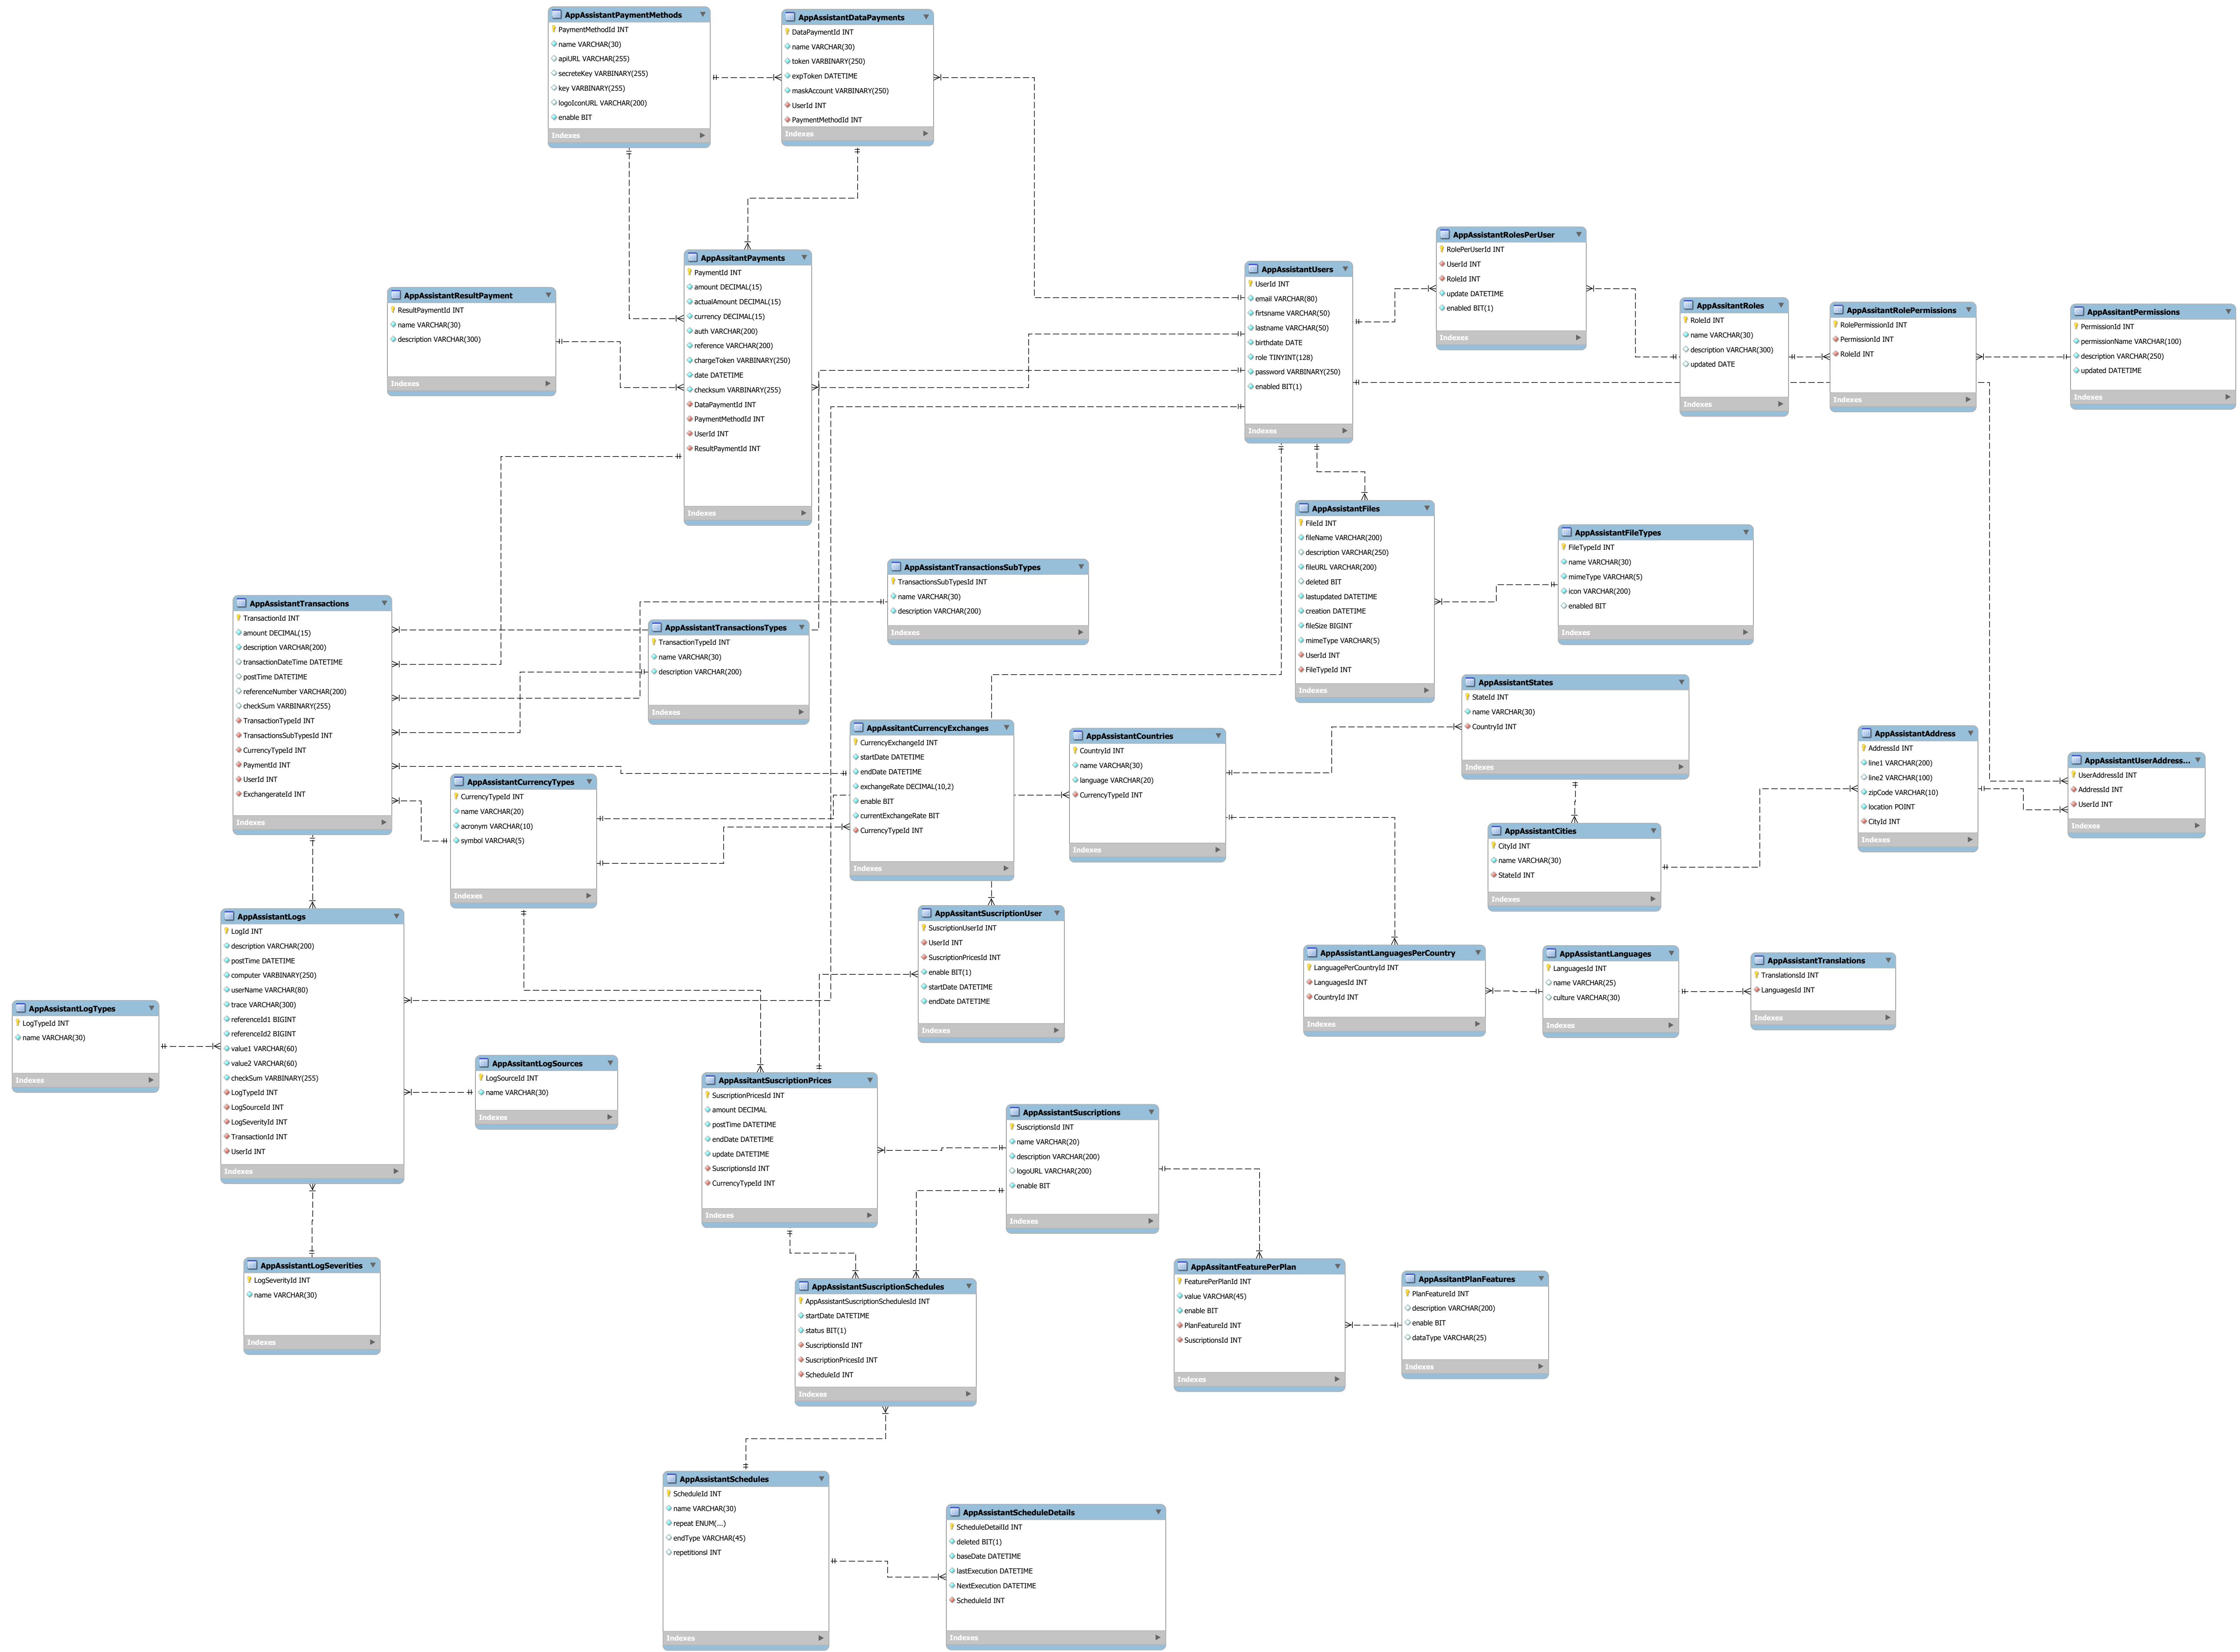 AppAssistantPaymentMethods
PaymentMethodId INT
name VARCHAR(30)
apiURL VARCHAR(255)
secreteKey VARBINARY(255)
key VARBINARY(255)
logoIconURL VARCHAR(200)
enable BIT
Indexes
AppAssistantDataPayments
DataPaymentId INT
name VARCHAR(30)
token VARBINARY(250)
expToken DATETIME
maskAccount VARBINARY(250)
UserId INT
PaymentMethodId INT
Indexes
AppAssitantPayments
PaymentId INT
amount DECIMAL(15)
actualAmount DECIMAL(15)
currency DECIMAL(15)
auth VARCHAR(200)
reference VARCHAR(200)
chargeToken VARBINARY(250)
date DATETIME
checksum VARBINARY(255)
DataPaymentId INT
PaymentMethodId INT
UserId INT
ResultPaymentId INT
Indexes
AppAssistantResultPayment
ResultPaymentId INT
name VARCHAR(30)
description VARCHAR(300)
Indexes
AppAssistantUsers
UserId INT
email VARCHAR(80)
firtsname VARCHAR(50)
lastname VARCHAR(50)
birthdate DATE
role TINYINT(128)
password VARBINARY(250)
enabled BIT(1)
Indexes
AppAssistantRolesPerUser
RolePerUserId INT
UserId INT
RoleId INT
update DATETIME
enabled BIT(1)
Indexes
AppAssitantRoles
RoleId INT
name VARCHAR(30)
description VARCHAR(300)
updated DATE
Indexes
AppAssitantRolePermissions
RolePermissionId INT
PermissionId INT
RoleId INT
Indexes
AppAssitantPermissions
PermissionId INT
permissionName VARCHAR(100)
description VARCHAR(250)
updated DATETIME
Indexes
AppAssistantFiles
FileId INT
fileName VARCHAR(200)
description VARCHAR(250)
fileURL VARCHAR(200)
deleted BIT
lastupdated DATETIME
creation DATETIME
fileSize BIGINT
mimeType VARCHAR(5)
UserId INT
FileTypeId INT
Indexes
AppAssistantFileTypes
FileTypeId INT
name VARCHAR(30)
mimeType VARCHAR(5)
icon VARCHAR(200)
enabled BIT
Indexes
AppAssistantTransactionsSubTypes
TransactionsSubTypesId INT
name VARCHAR(30)
description VARCHAR(200)
Indexes
AppAssistantTransactions
TransactionId INT
amount DECIMAL(15)
description VARCHAR(200)
transactionDateTime DATETIME
postTime DATETIME
referenceNumber VARCHAR(200)
checkSum VARBINARY(255)
TransactionTypeId INT
TransactionsSubTypesId INT
CurrencyTypeId INT
PaymentId INT
UserId INT
ExchangerateId INT
Indexes
AppAssistantTransactionsTypes
TransactionTypeId INT
name VARCHAR(30)
description VARCHAR(200)
Indexes
AppAssitantCurrencyExchanges
CurrencyExchangeId INT
startDate DATETIME
endDate DATETIME
exchangeRate DECIMAL(10,2)
enable BIT
currentExchangeRate BIT
CurrencyTypeId INT
Indexes
AppAssistantCountries
CountryId INT
name VARCHAR(30)
language VARCHAR(20)
CurrencyTypeId INT
Indexes
AppAssistantStates
StateId INT
name VARCHAR(30)
CountryId INT
Indexes
AppAssistantAddress
AddressId INT
line1 VARCHAR(200)
line2 VARCHAR(100)
zipCode VARCHAR(10)
location POINT
CityId INT
Indexes
AppAssistantUserAddress...
UserAddressId INT
AddressId INT
UserId INT
Indexes
AppAssistantCurrencyTypes
CurrencyTypeId INT
name VARCHAR(20)
acronym VARCHAR(10)
symbol VARCHAR(5)
Indexes
AppAssistantCities
CityId INT
name VARCHAR(30)
StateId INT
Indexes
AppAssistantLogs
LogId INT
description VARCHAR(200)
postTime DATETIME
computer VARBINARY(250)
userName VARCHAR(80)
trace VARCHAR(300)
referenceId1 BIGINT
referenceId2 BIGINT
value1 VARCHAR(60)
value2 VARCHAR(60)
checkSum VARBINARY(255)
LogTypeId INT
LogSourceId INT
LogSeverityId INT
TransactionId INT
UserId INT
Indexes
AppAssitantSuscriptionUser
SuscriptionUserId INT
UserId INT
SuscriptionPricesId INT
enable BIT(1)
startDate DATETIME
endDate DATETIME
Indexes
AppAssistantLanguagesPerCountry
LanguagePerCountryId INT
LanguagesId INT
CountryId INT
Indexes
AppAssistantLanguages
LanguagesId INT
name VARCHAR(25)
culture VARCHAR(30)
Indexes
AppAssistantTranslations
TranslationsId INT
LanguagesId INT
Indexes
AppAssistantLogTypes
LogTypeId INT
name VARCHAR(30)
Indexes
AppAssitantLogSources
LogSourceId INT
name VARCHAR(30)
Indexes
AppAssitantSuscriptionPrices
SuscriptionPricesId INT
amount DECIMAL
postTime DATETIME
endDate DATETIME
update DATETIME
SuscriptionsId INT
CurrencyTypeId INT
Indexes
AppAssistantSuscriptions
SuscriptionsId INT
name VARCHAR(20)
description VARCHAR(200)
logoURL VARCHAR(200)
enable BIT
Indexes
AppAssistantLogSeverities
LogSeverityId INT
name VARCHAR(30)
Indexes
AppAssistantSuscriptionSchedules
AppAssistantSuscriptionSchedulesId INT
startDate DATETIME
status BIT(1)
SuscriptionsId INT
SuscriptionPricesId INT
ScheduleId INT
Indexes
AppAssitantFeaturePerPlan
FeaturePerPlanId INT
value VARCHAR(45)
enable BIT
PlanFeatureId INT
SuscriptionsId INT
Indexes
AppAssitantPlanFeatures
PlanFeatureId INT
description VARCHAR(200)
enable BIT
dataType VARCHAR(25)
Indexes
AppAssistantSchedules
ScheduleId INT
name VARCHAR(30)
repeat ENUM(...)
endType VARCHAR(45)
repetitionsl INT
Indexes
AppAssistantScheduleDetails
ScheduleDetailId INT
deleted BIT(1)
baseDate DATETIME
lastExecution DATETIME
NextExecution DATETIME
ScheduleId INT
Indexes